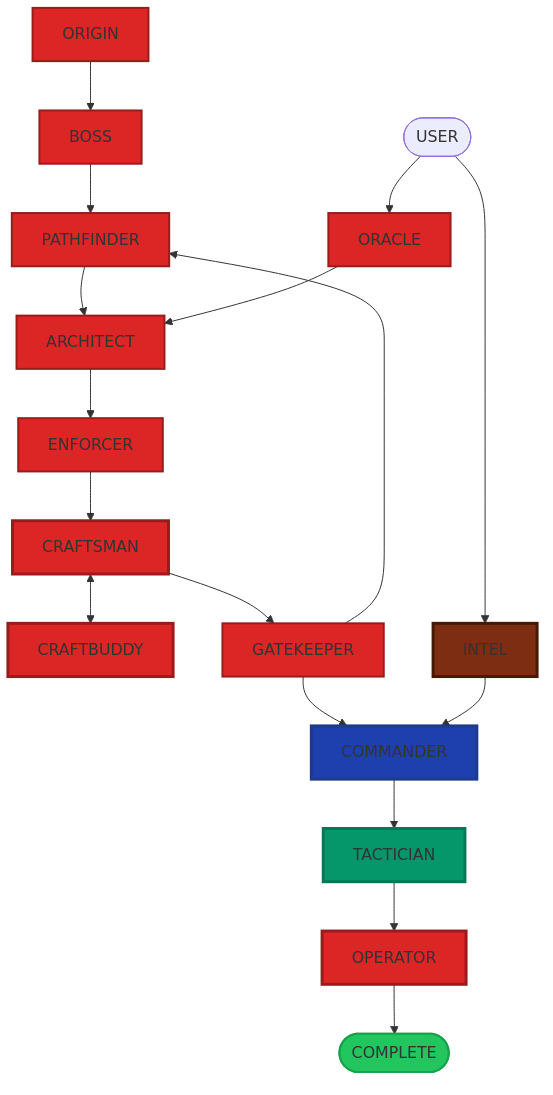 ORIGIN
BOSS
USER
PATHFINDER
ORACLE
ARCHITECT
ENFORCER
CRAFTSMAN
CRAFTBUDDY
GATEKEEPER
INTEL
COMMANDER
TACTICIAN
OPERATOR
COMPLETE